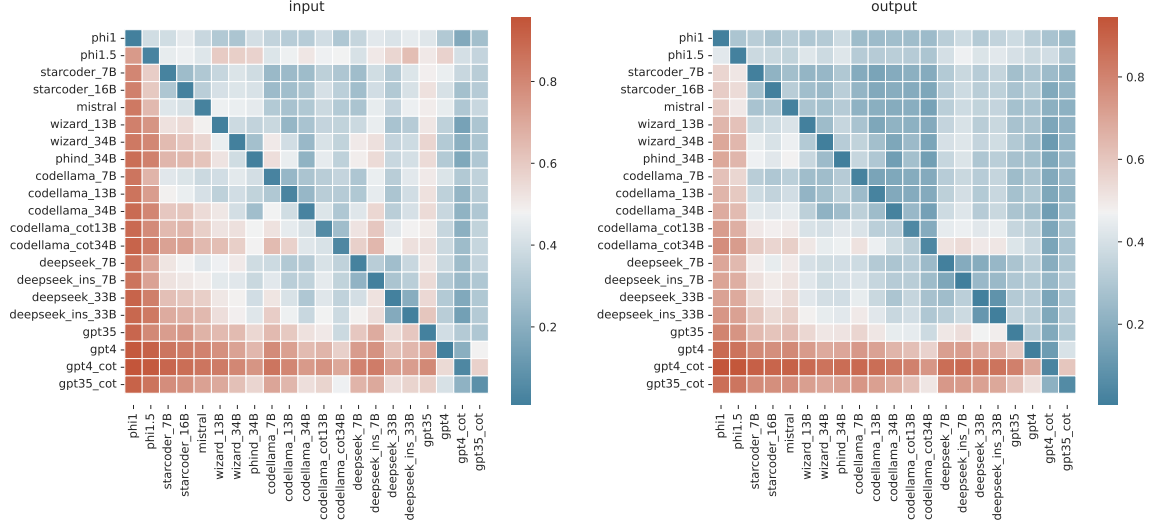 input
phi1
phi1.5
starcoder_7B
starcoder_16B
mistral
wizard_13B
wizard_34B
phind_34B
codellama_7B
codellama_13B
codellama_34B
codellama_cot13B
codellama_cot34B
deepseek_7B
deepseek_ins_7B
deepseek_33B
deepseek_ins_33B
gpt35
gpt4
gpt4_cot
gpt35_cot
phi1
phi1.5
starcoder_7B
starcoder_16B
mistral
wizard_13B
wizard_34B
phind_34B
codellama_7B
codellama_13B
codellama_34B
codellama_cot13B
codellama_cot34B
deepseek_7B
deepseek_ins_7B
deepseek_33B
deepseek_ins_33B
gpt35
gpt4
gpt4_cot
gpt35_cot
0.8
0.6
0.4
0.2
output
phi1
phi1.5
starcoder_7B
starcoder_16B
mistral
wizard_13B
wizard_34B
phind_34B
codellama_7B
codellama_13B
codellama_34B
codellama_cot13B
codellama_cot34B
deepseek_7B
deepseek_ins_7B
deepseek_33B
deepseek_ins_33B
gpt35
gpt4
gpt4_cot
gpt35_cot
phi1
phi1.5
starcoder_7B
starcoder_16B
mistral
wizard_13B
wizard_34B
phind_34B
codellama_7B
codellama_13B
codellama_34B
codellama_cot13B
codellama_cot34B
deepseek_7B
deepseek_ins_7B
deepseek_33B
deepseek_ins_33B
gpt35
gpt4
gpt4_cot
gpt35_cot
0.8
0.6
0.4
0.2